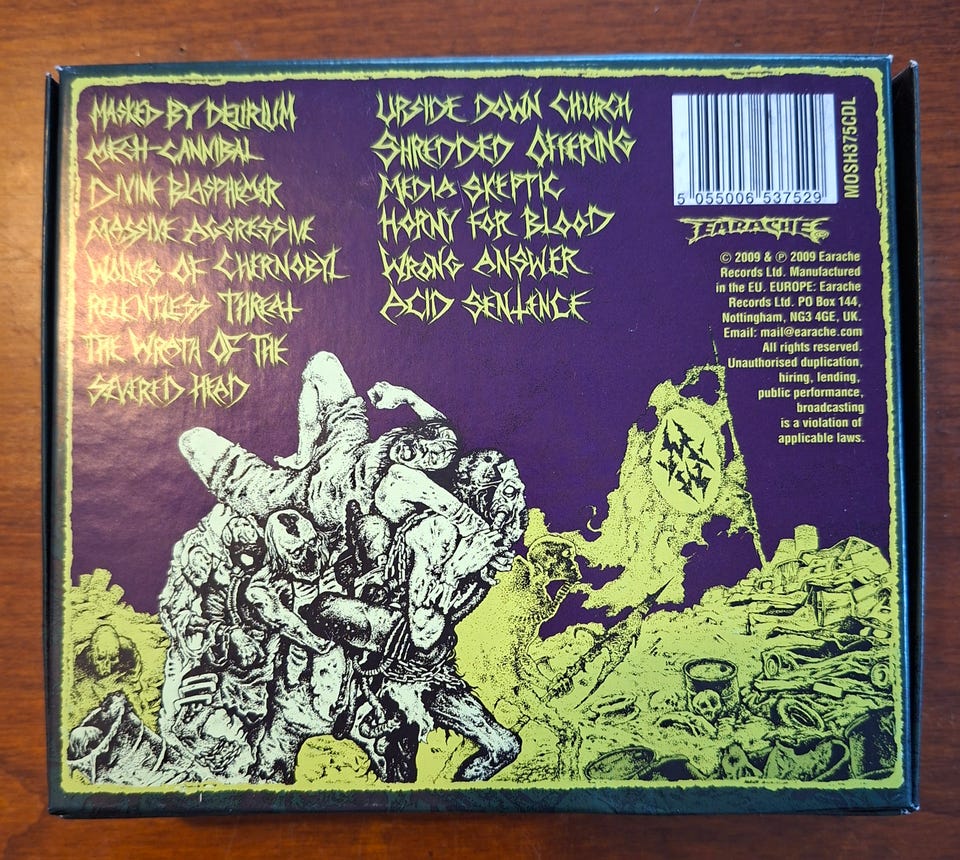 MASKED BY DELIRIUM
MECH-CANNIBAL
DIVINE BLASPHEMER
MASSIVE AGGRESSIVE
WOLVES OF CHERNOBYL
RELENTLESS THREAT
THE WRATH OF THE
SEVERED HEAD
UPSIDE DOWN CHURCH
SHREDDED OFFERING
MEDIA SKEPTIC
HORNY FOR BLOOD
WRONG ANSWER
ACID SENTENCE
5 055006 537529
MOSH375CDL
EARACHE
© 2009 & ℗ 2009 Earache
Records Ltd. Manufactured
in the EU. EUROPE: Earache
Records Ltd. PO Box 144,
Nottingham, NG3 4GE, UK.
Email: mail@earache.com
All rights reserved.
Unauthorised duplication,
hiring, lending,
public performance,
broadcasting
is a violation of
applicable laws.